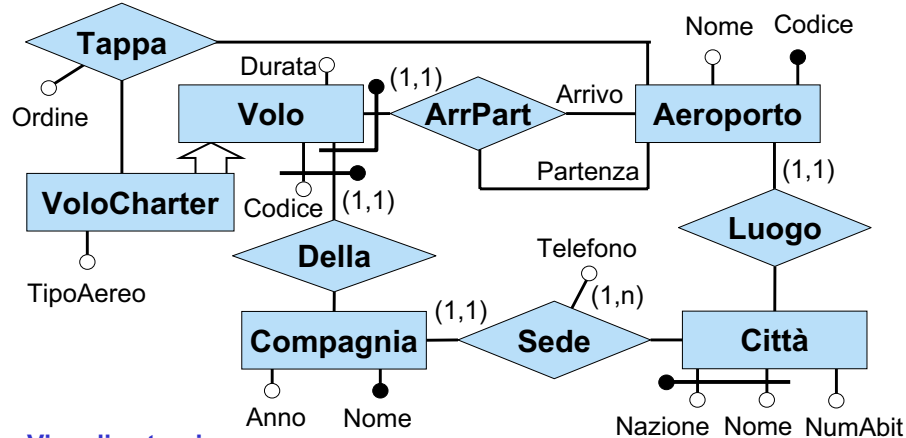 Tappa
Nome Codice
Durata (1,1)
Ordine
Volo ArrPart Arrivo Aeroporto
Partenza
VoloCharter
Codice (1,1) (1,1)
Luogo
TipoAereo
Della Telefono
(1,n)
(1,1)
Compagnia Sede Città
Anno Nome Nazione Nome NumAbit